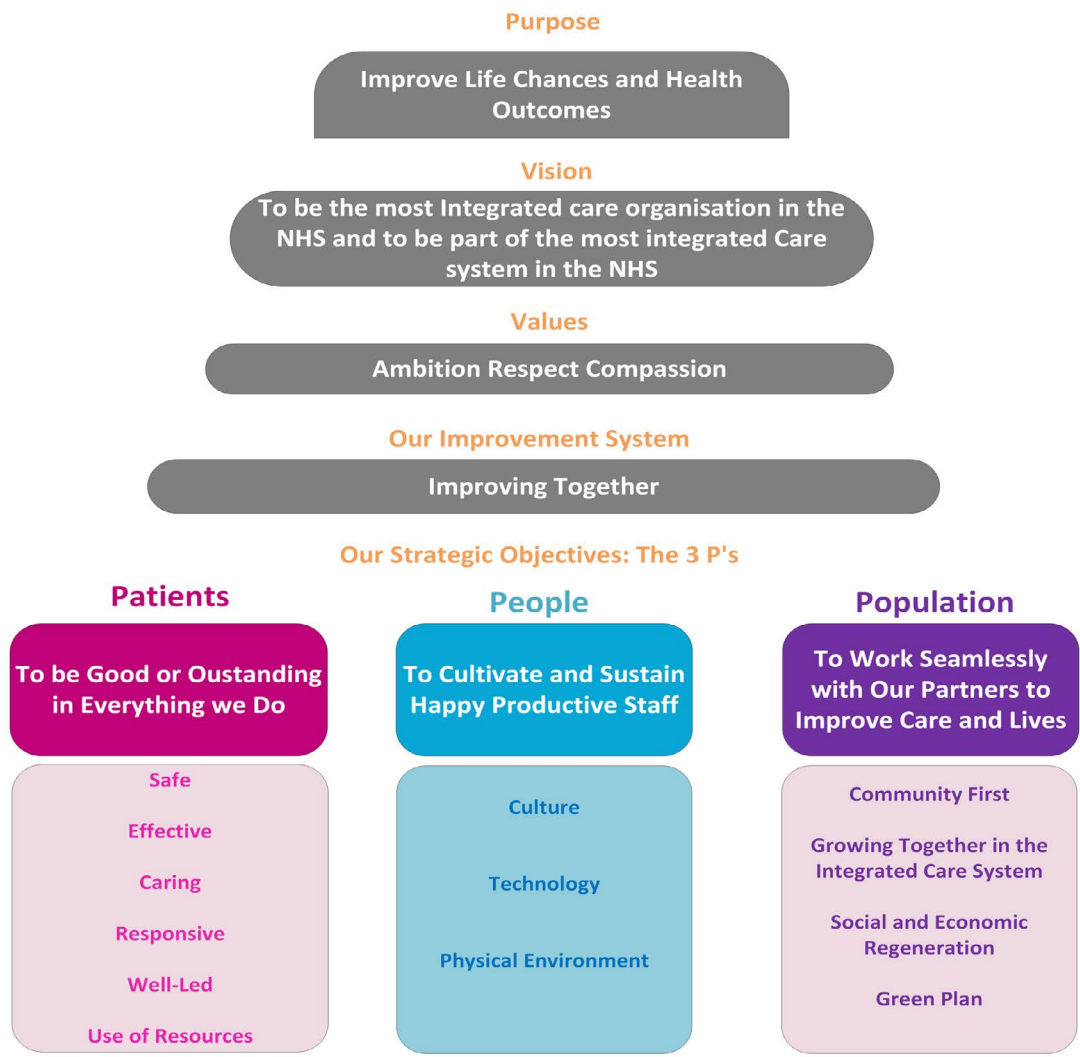 Purpose
Improve Life Chances and Health
Outcomes
Vision
To be the most Integrated care organisation in the
NHS and to be part of the most integrated Care
system in the NHS
Values
Ambition Respect Compassion
Our Improvement System
Improving Together
Our Strategic Objectives: The 3 P's
Patients
To be Good or Oustanding
in Everything we Do
Safe
Effective
Caring
Responsive
Well-Led
Use of Resources
People
To Cultivate and Sustain
Happy Productive Staff
Culture
Technology
Physical Environment
Population
To Work Seamlessly
with Our Partners to
Improve Care and Lives
Community First
Growing Together in the
Integrated Care System
Social and Economic
Regeneration
Green Plan